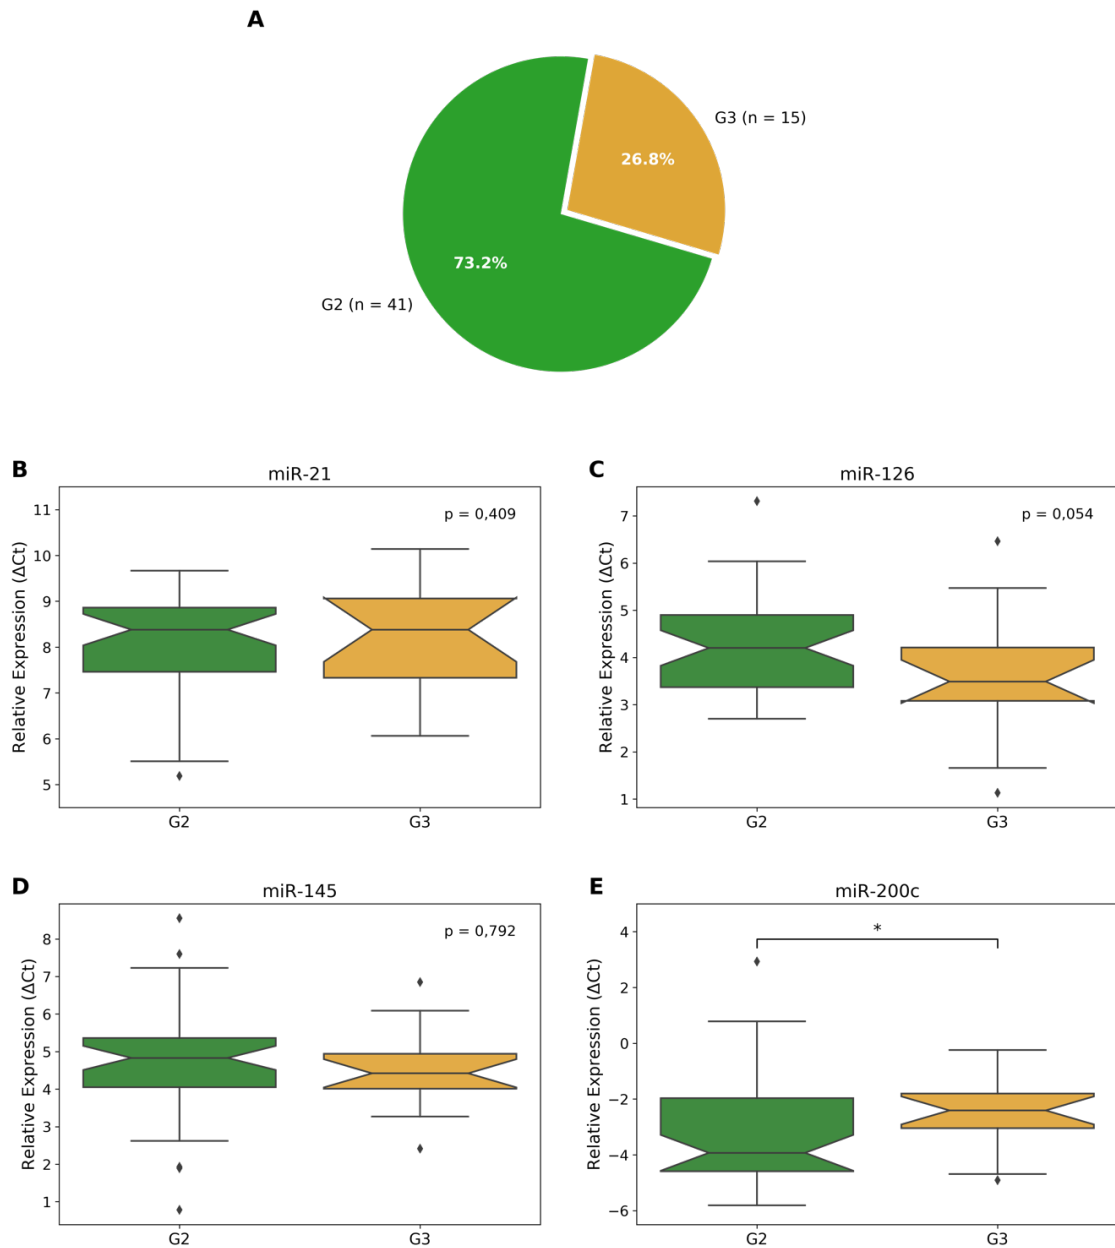 A
G3 (n = 15)
26.8%
73.2%
G2 (n = 41)
B
miR-21
p = 0,409
Relative Expression (ΔCt)
11
10
9
8
7
6
5
G2
G3
C
miR-126
p = 0,054
Relative Expression (ΔCt)
7
6
5
4
3
2
1
G2
G3
D
miR-145
p = 0,792
Relative Expression (ΔCt)
8
7
6
5
4
3
2
1
G2
G3
E
miR-200c
*
Relative Expression (ΔCt)
4
2
0
−2
−4
−6
G2
G3